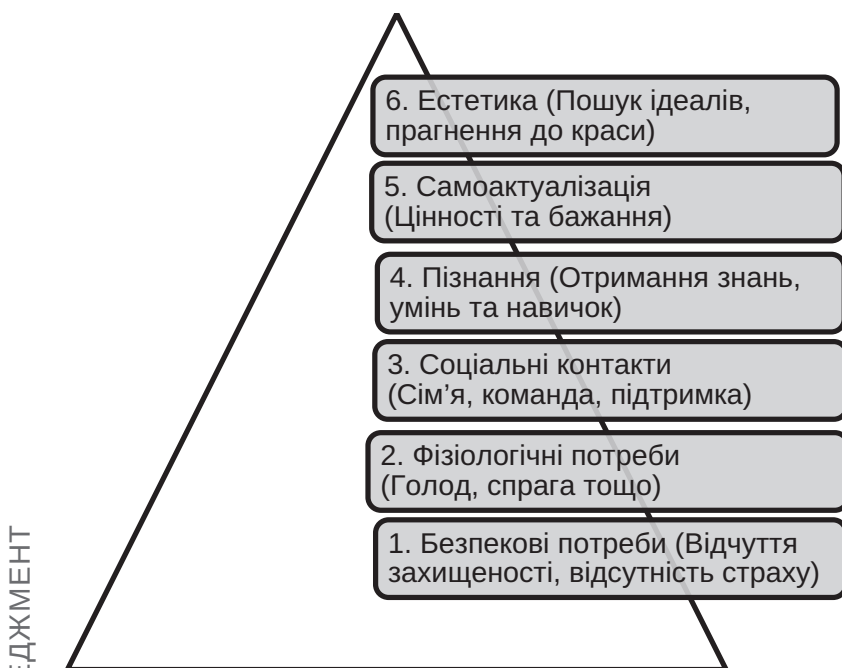 6. Естетика (Пошук ідеалів,
прагнення до краси)
5. Самоактуалізація
(Цінності та бажання)
4. Пізнання (Отримання знань,
умінь та навичок)
3. Соціальні контакти
(Сім’я, команда, підтримка)
2. Фізіологічні потреби
(Голод, спрага тощо)
1. Безпекові потреби (Відчуття
захищеності, відсутність страху)